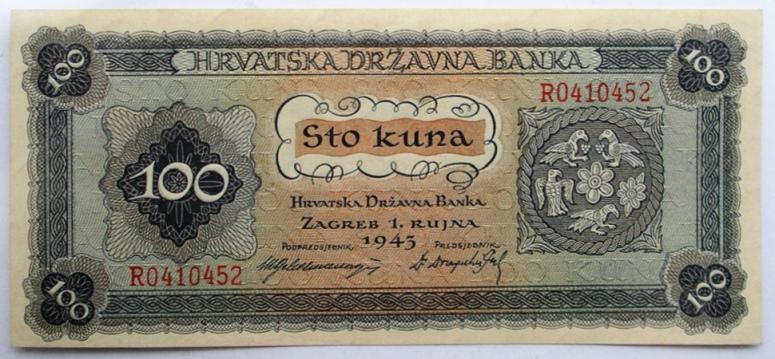 100
100
HRVATSKA DRŽAVNA BANKA
R0410452
Sto kuna
100
HRVATSKA DRŽAVNA BANKA
ZAGREB 1. RUJNA
1943
PODPREDSJEDNIK
PREDSJEDNIK
R0410452
100
100